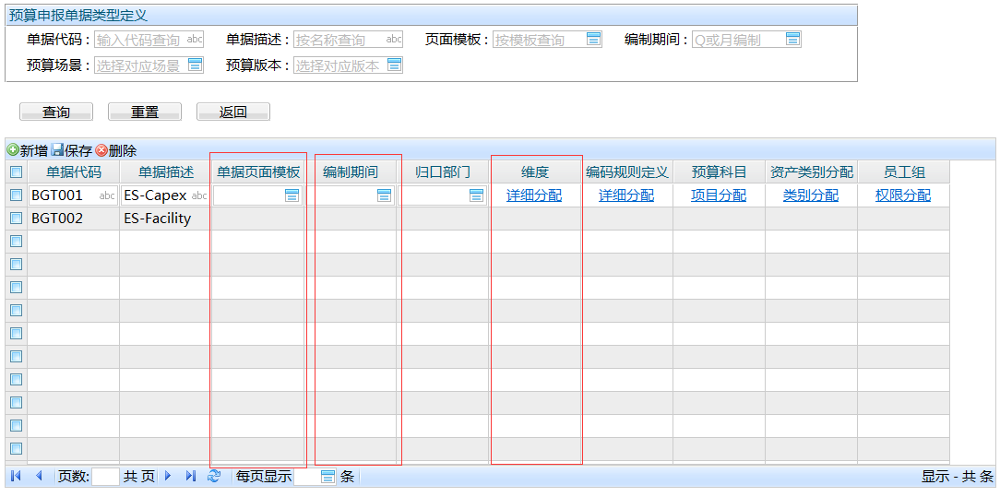 预算申报单据类型定义
单据代码 : 输入代码查询 abc 单据描述 : 按名称查询 abc 页面模板 : 按模板查询 编制期间 : Q或月编制
预算场景 : 选择对应场景 预算版本 : 选择对应版本
查询 重置 返回
新增 保存 删除
单据代码 单据描述 单据页面模板 编制期间 归口部门 维度 编码规则定义 预算科目 资产类别分配 员工组
BGT001 abc ES-Capex abc 详细分配 详细分配 项目分配 类别分配 权限分配
BGT002 ES-Facility
页数: 共 页 每页显示 条 显示 - 共 条